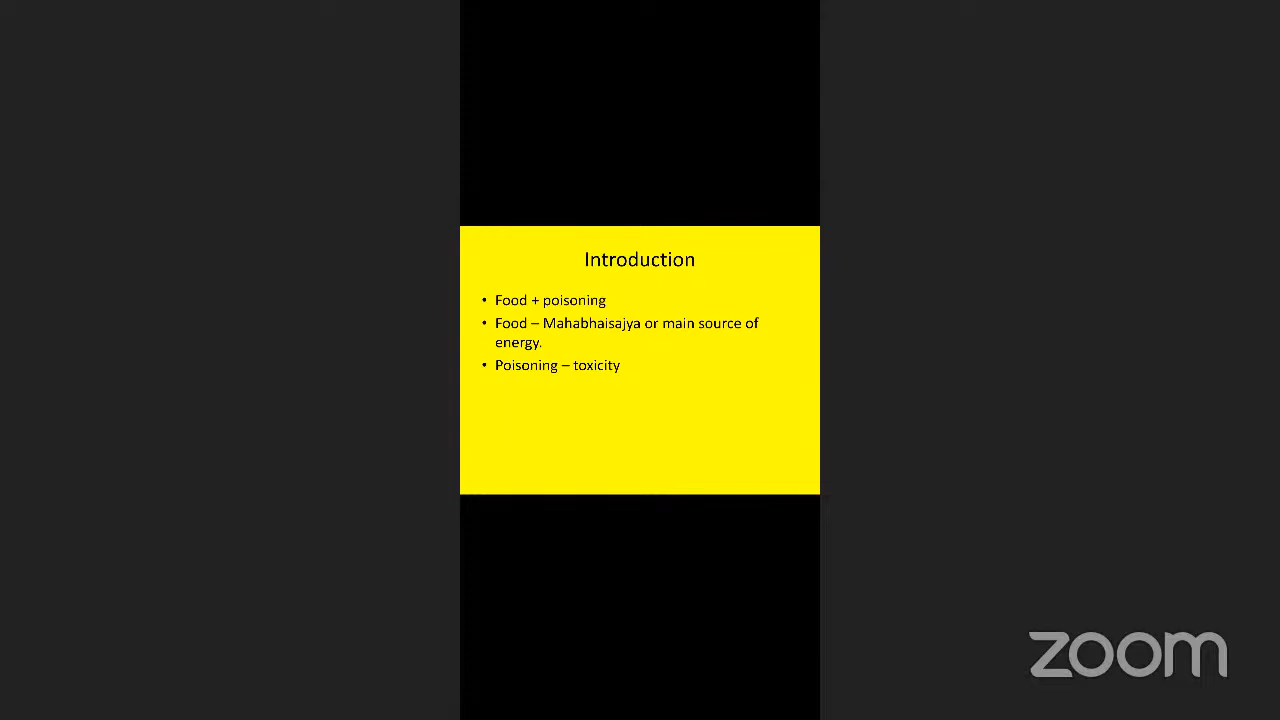 Introduction
• Food + poisoning
• Food – Mahabhaisajya or main source of
energy.
• Poisoning – toxicity
zoom